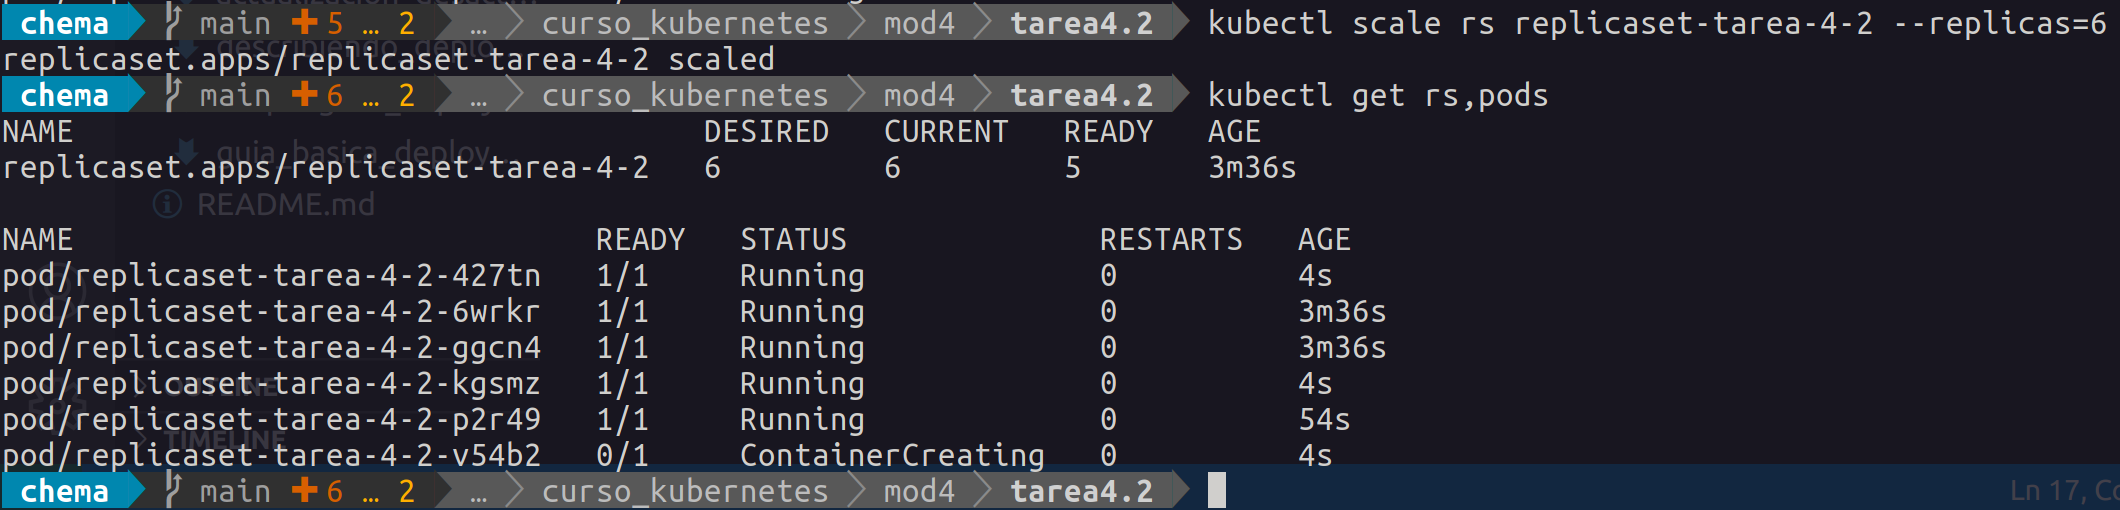 chema main +5 … 2 … curso_kubernetes mod4 tarea4.2 kubectl scale rs replicaset-tarea-4-2 --replicas=6
replicaset.apps/replicaset-tarea-4-2 scaled
chema main +6 … 2 … curso_kubernetes mod4 tarea4.2 kubectl get rs,pods
NAME DESIRED CURRENT READY AGE
guia_basica_deploy...
replicaset.apps/replicaset-tarea-4-2 6 6 5 3m36s
README.md
NAME READY STATUS RESTARTS AGE
pod/replicaset-tarea-4-2-427tn 1/1 Running 0 4s
pod/replicaset-tarea-4-2-6wrkr 1/1 Running 0 3m36s
pod/replicaset-tarea-4-2-ggcn4 1/1 Running 0 3m36s
pod/replicaset-tarea-4-2-kgsmz 1/1 Running 0 4s
OUTLINE
pod/replicaset-tarea-4-2-p2r49 1/1 Running 0 54s
TIMELINE
pod/replicaset-tarea-4-2-v54b2 0/1 ContainerCreating 0 4s
chema main +6 … 2 … curso_kubernetes mod4 tarea4.2
Ln 17,